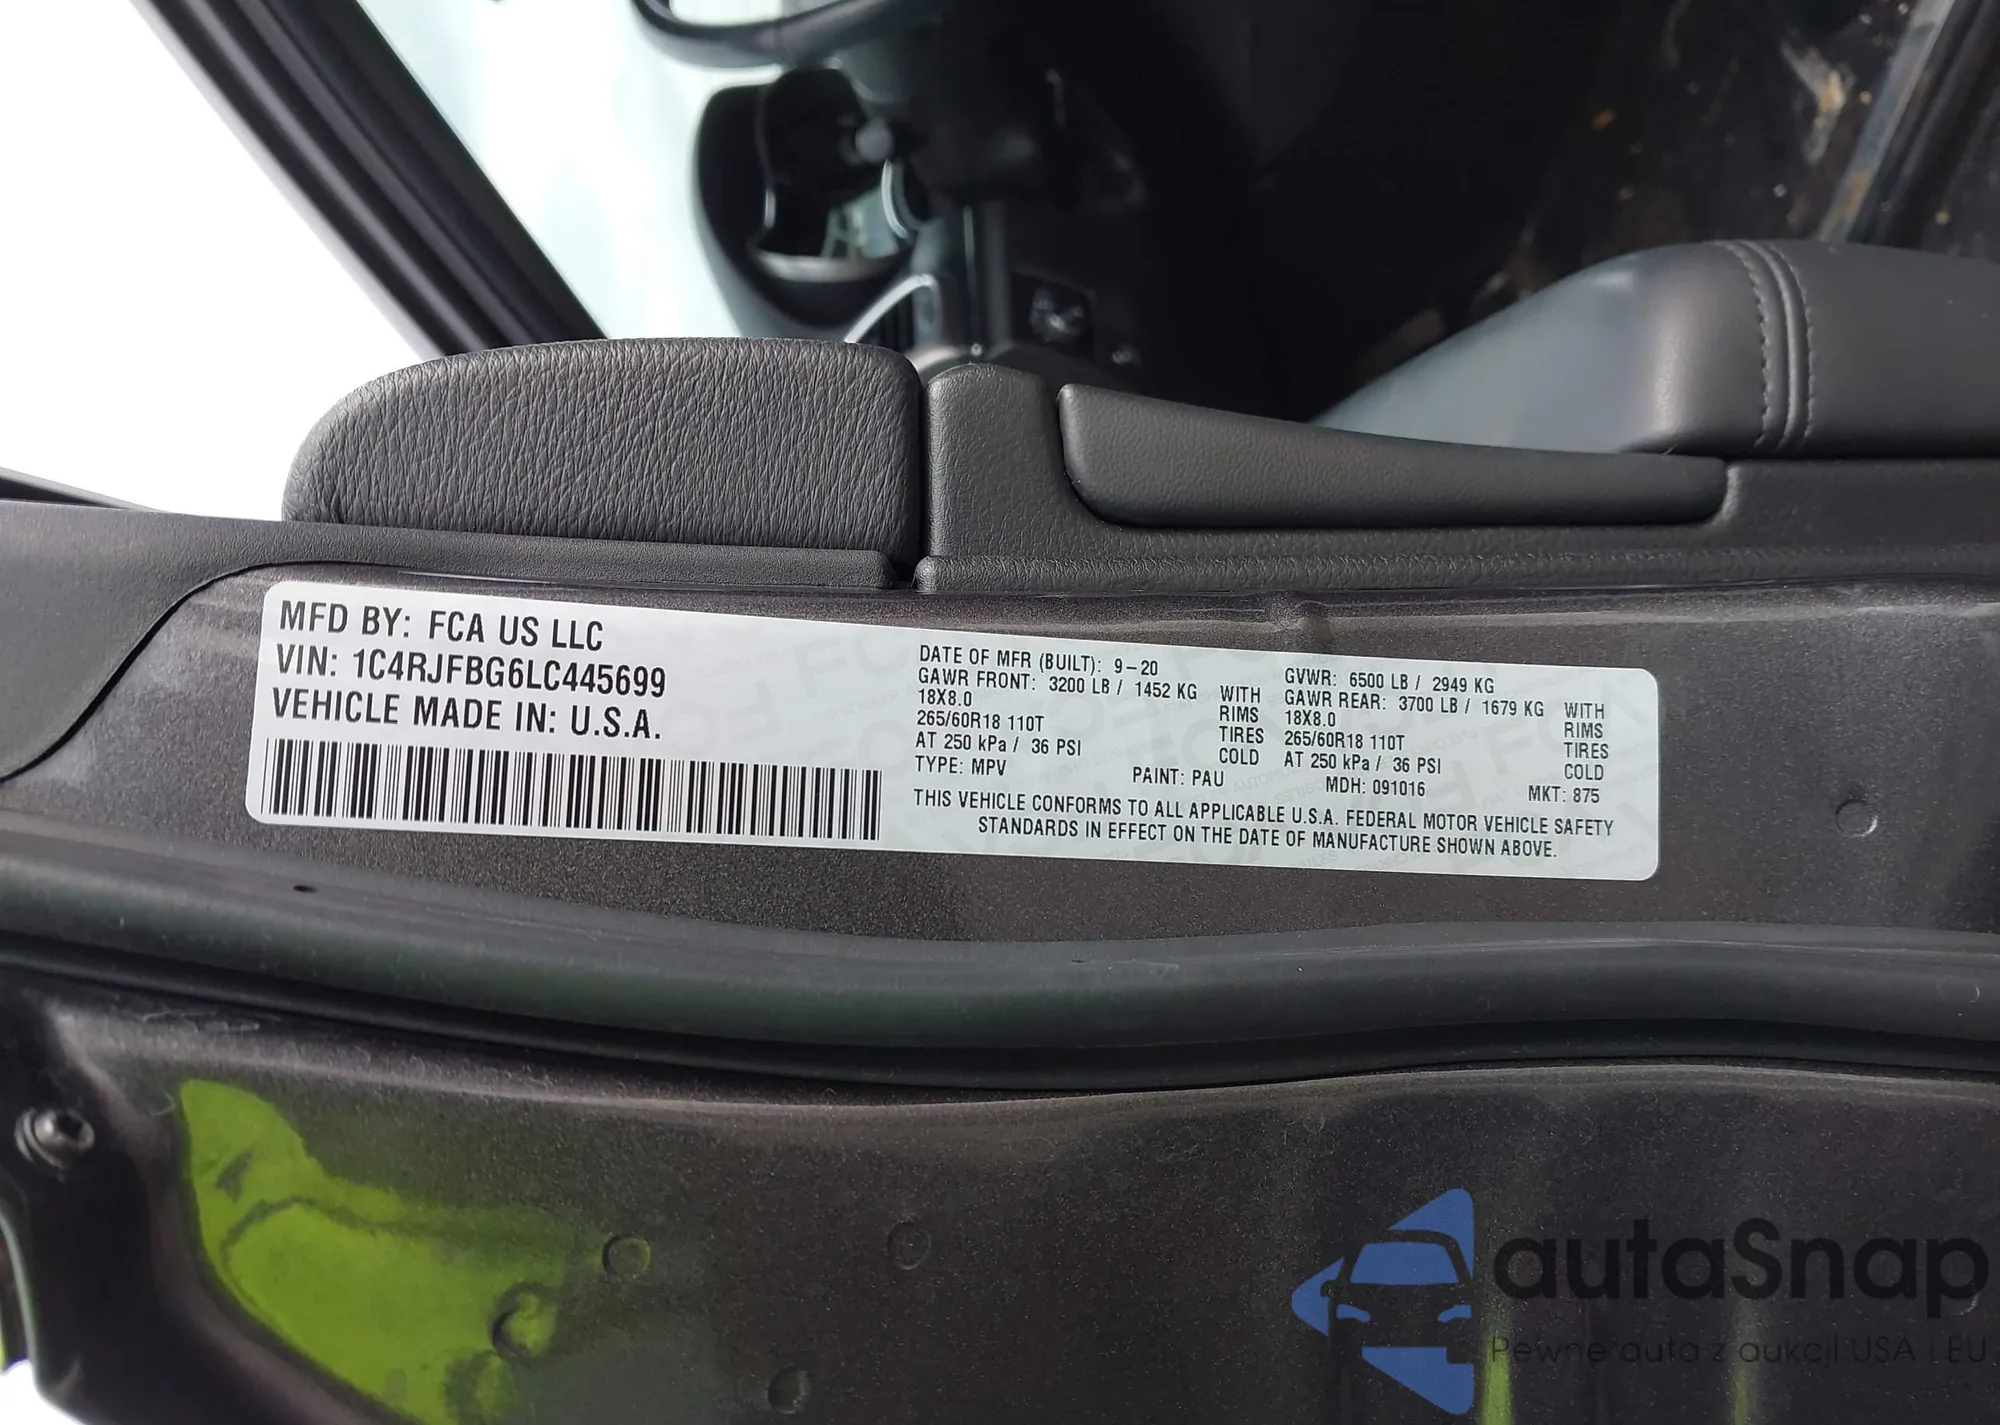 MFD BY: FCA US LLC
VIN: 1C4RJFBG6LC445699
VEHICLE MADE IN: U.S.A.
DATE OF MFR (BUILT): 9-20
GAWR FRONT: 3200 LB / 1452 KG WITH
18X8.0 RIMS
265/60R18 110T TIRES
AT 250 kPa / 36 PSI COLD
GVWR: 6500 LB / 2949 KG
GAWR REAR: 3700 LB / 1679 KG WITH
18X8.0 RIMS
265/60R18 110T TIRES
AT 250 kPa / 36 PSI COLD
TYPE: MPV PAINT: PAU MDH: 091016 MKT: 875
THIS VEHICLE CONFORMS TO ALL APPLICABLE U.S.A. FEDERAL MOTOR VEHICLE SAFETY
STANDARDS IN EFFECT ON THE DATE OF MANUFACTURE SHOWN ABOVE.
autaSnap
Pewne auta z aukcji USA i EU